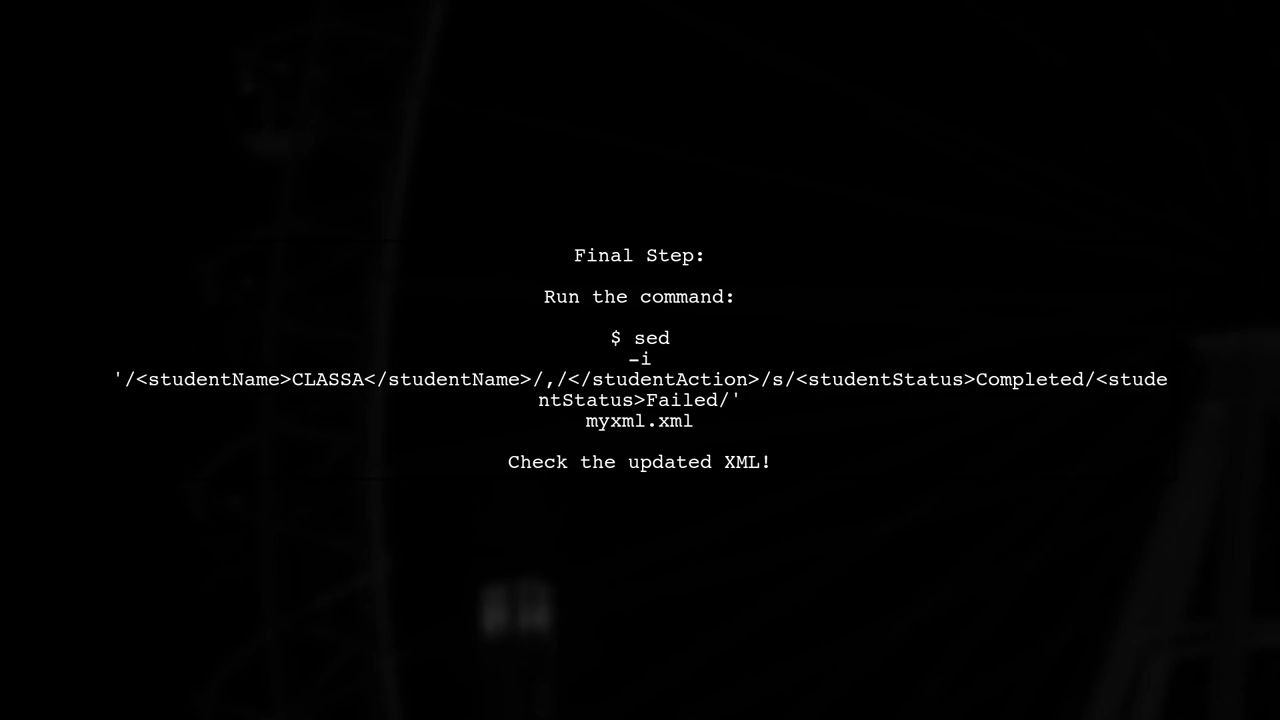 Final Step:
Run the command:
$ sed
-i
'/<studentName>CLASSA</studentName>/,/</studentAction>/s/<studentStatus>Completed/<stude
ntStatus>Failed/'
myxml.xml
Check the updated XML!